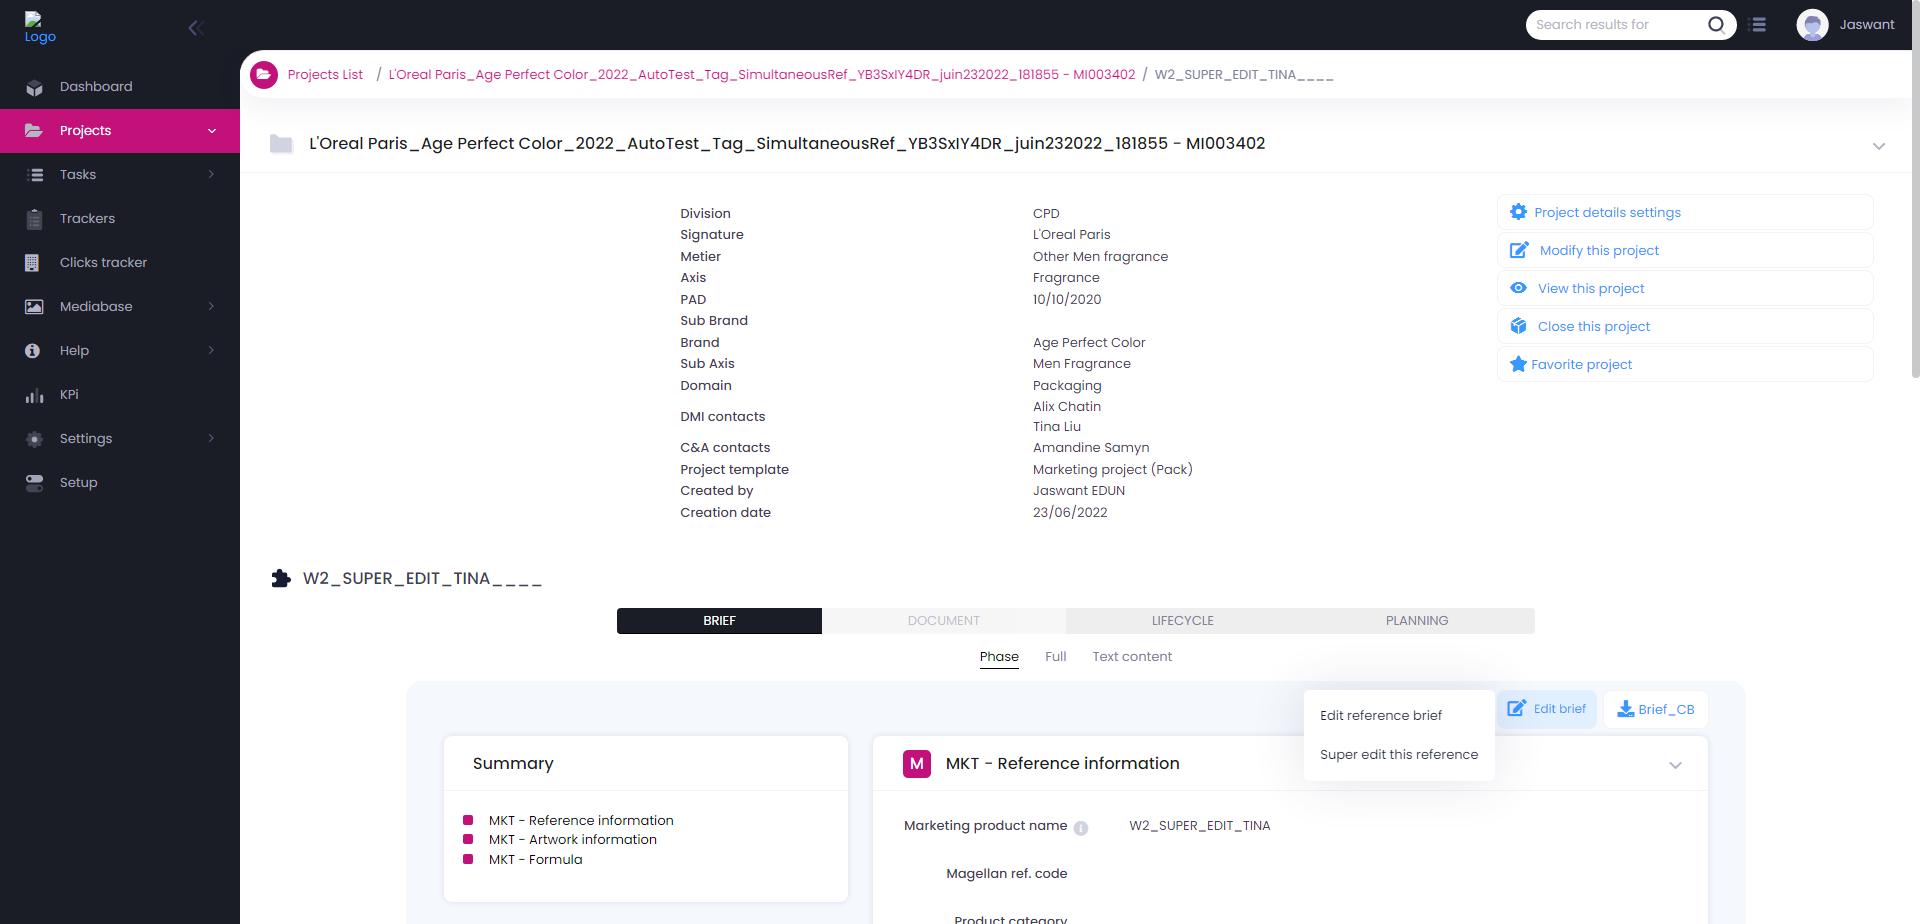 Logo
Search results for
Jaswant
Dashboard
Projects
Tasks
Trackers
Clicks tracker
Mediabase
Help
KPi
Settings
Setup
Projects List / L'Oreal Paris_Age Perfect Color_2022_AutoTest_Tag_SimultaneousRef_YB3SxIY4DR_juin232022_181855 - MI003402 / W2_SUPER_EDIT_TINA____
L'Oreal Paris_Age Perfect Color_2022_AutoTest_Tag_SimultaneousRef_YB3SxIY4DR_juin232022_181855 - MI003402
Division CPD
Signature L'Oreal Paris
Metier Other Men fragrance
Axis Fragrance
PAD 10/10/2020
Sub Brand
Brand Age Perfect Color
Sub Axis Men Fragrance
Domain Packaging
DMI contacts Alix Chatin
Tina Liu
C&A contacts Amandine Samyn
Project template Marketing project (Pack)
Created by Jaswant EDUN
Creation date 23/06/2022
Project details settings
Modify this project
View this project
Close this project
Favorite project
W2_SUPER_EDIT_TINA____
BRIEF DOCUMENT LIFECYCLE PLANNING
Phase Full Text content
Edit reference brief
Super edit this reference
Edit brief
Brief_CB
Summary
MKT - Reference information
MKT - Artwork information
MKT - Formula
M MKT - Reference information
Marketing product name W2_SUPER_EDIT_TINA
Magellan ref. code
Product category